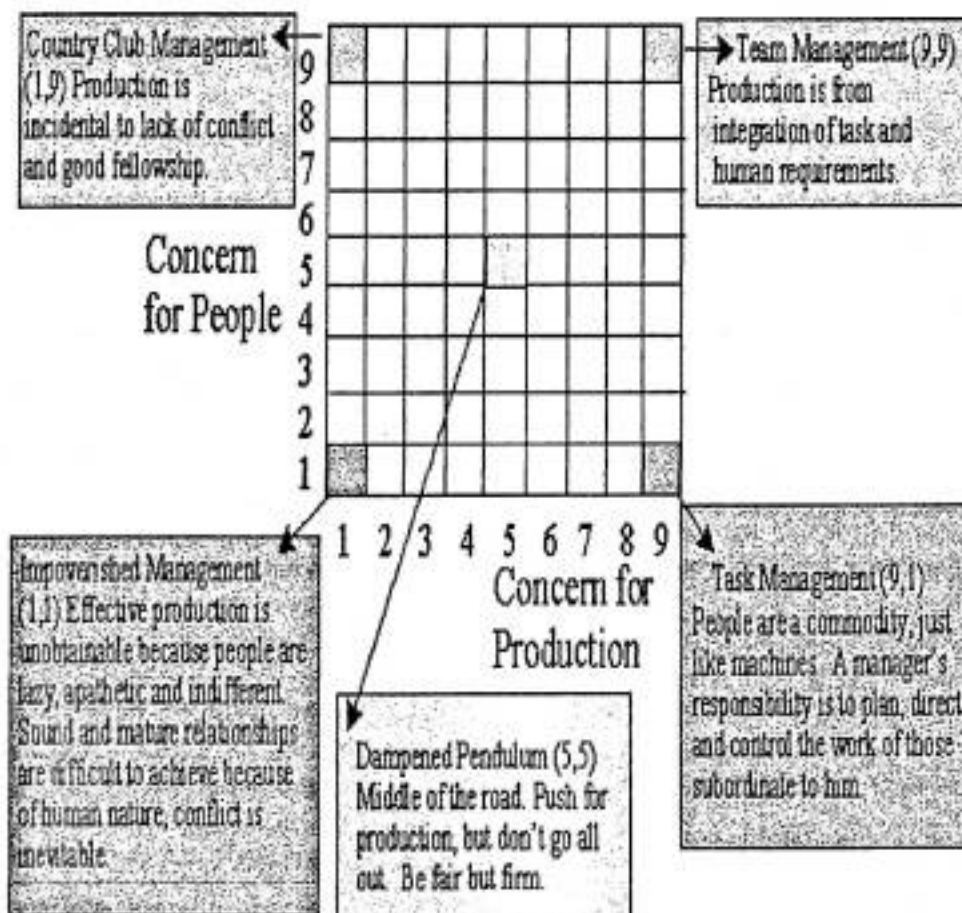 Country Club Management
(1,9) Production is
incidental to lack of conflict
and good fellowship.
Team Management (9,9)
Production is from
integration of task and
human requirements.
Concern
for People
9
8
7
6
5
4
3
2
1
1 2 3 4 5 6 7 8 9
Concern for
Production
Impoverished Management
(1,1) Effective production is
unobtainable because people are
lazy, apathetic and indifferent.
Sound and mature relationships
are difficult to achieve because
of human nature, conflict is
inevitable.
Dampened Pendulum (5,5)
Middle of the road. Push for
production, but don't go all
out. Be fair but firm.
Task Management (9,1)
People are a commodity, just
like machines. A manager's
responsibility is to plan, direct
and control the work of those
subordinate to him.